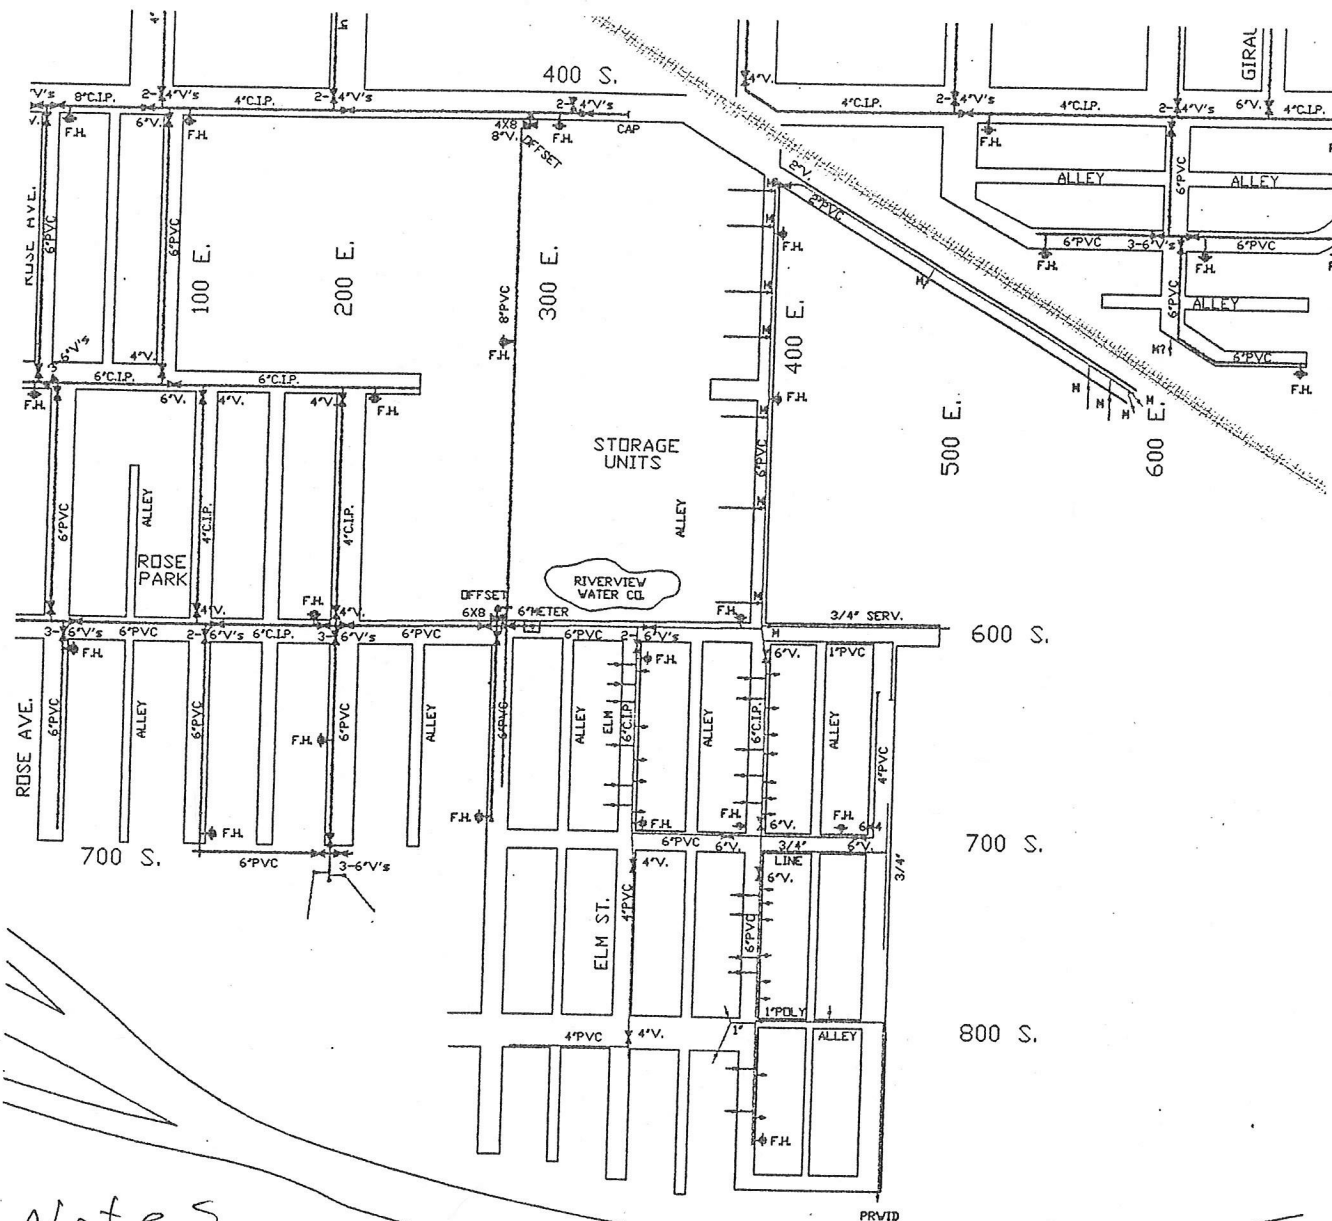 4"
400 S.
GIRAL
"V's 8"C.I.P. 2- 4"V's 4"C.I.P. 2- 4"V's 2- 4"V's
4"V. 4"C.I.P. 2- 4"V's 4"C.I.P. 2- 4"V's 6"V. 4"C.I.P.
V. F.H. 6"V. F.H. 4X8 8"V. OFFSET F.H. CAP F.H.
ALLEY ALLEY
ROSE AVE. 6"PVC 6"PVC 6"PVC
2"V. 2"PVC
M M F.H. 6"PVC 3-6"V's 6"PVC
F.H. F.H.
100 E. 200 E. 300 E. 400 E. 500 E. 600 E.
8"PVC F.H.
M 6"PVC ALLEY
M? 6"PVC F.H.
6"V's 4"V.
6"C.I.P. 6"C.I.P.
F.H. 6"V. 4"V. 4"V. F.H. F.H.
M M M M
STORAGE
UNITS
6"PVC ALLEY 4"C.I.P. 4"C.I.P. ALLEY 6"PVC
ROSE
PARK
RIVERVIEW
WATER CO.
F.H. 4"V. 4"V. OFFSET 6X8 6"METER F.H. M
3/4" SERV.
600 S.
3- 6"V's 6"PVC 2- 6"V's 6"C.I.P. 3- 6"V's 6"PVC 6"PVC 2- 6"V's M
F.H. F.H. 6"V. 1"PVC
ROSE AVE. 6"PVC ALLEY 6"PVC F.H. 6"PVC ALLEY 6"PVC ALLEY ELM 6"C.I.P. ALLEY 6"C.I.P. ALLEY 4"PVC
F.H. F.H. F.H. F.H. 6"V. F.H. 6-4
700 S. 6"PVC 3-6"V's 6"PVC 6"V. 3/4" LINE 6"V. 700 S.
4"V. 6"V. 3/4"
ELM ST. 4"PVC 6"PVC
1"POLY
4"PVC 4"V. 1" ALLEY 800 S.
F.H.
Notes
PRVID